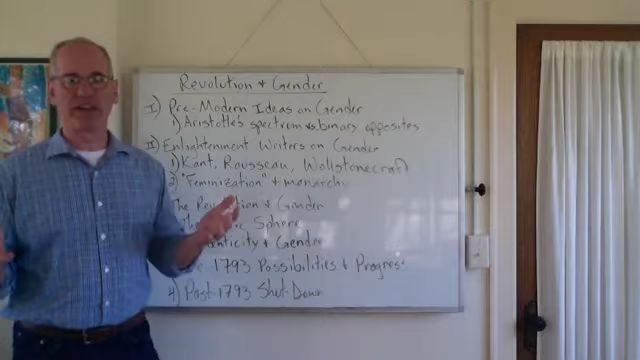 Revolution & Gender
I) Pre-Modern Ideas on Gender
1) Aristotle's spectrum vs binary opposites
II) Enlightenment Writers on Gender
1) Kant, Rousseau, Wollstonecraft
2) "Feminization" & monarchy
The Revolution & Gender
Sphere
& Gender
1793 Possibilities & Progress
4) Post-1793 Shut-Down